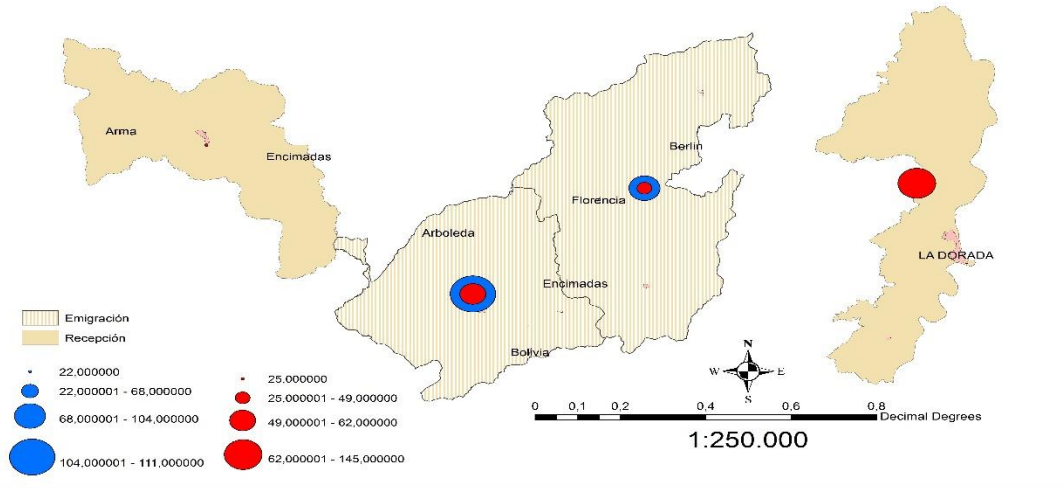 Arma
Encimadas
Berlín
Florencia
Arboleda
Encimadas
Bolivia
LA DORADA
Emigración
Recepción
22,000000
22,000001 - 68,000000
68,000001 - 104,000000
104,000001 - 111,000000
25,000000
25,000001 - 49,000000
49,000001 - 62,000000
62,000001 - 145,000000
N
W E
S
0 0,1 0,2 0,4 0,6 0,8
Decimal Degrees
1:250.000